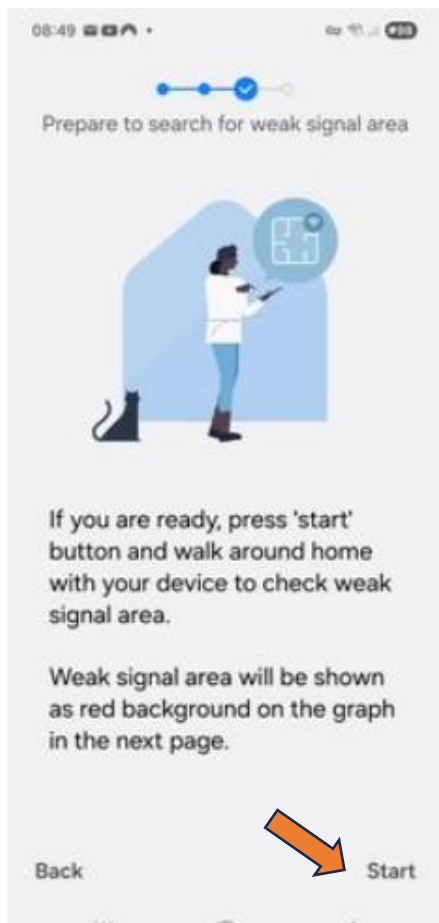 08:49
Prepare to search for weak signal area
If you are ready, press 'start'
button and walk around home
with your device to check weak
signal area.
Weak signal area will be shown
as red background on the graph
in the next page.
Back Start